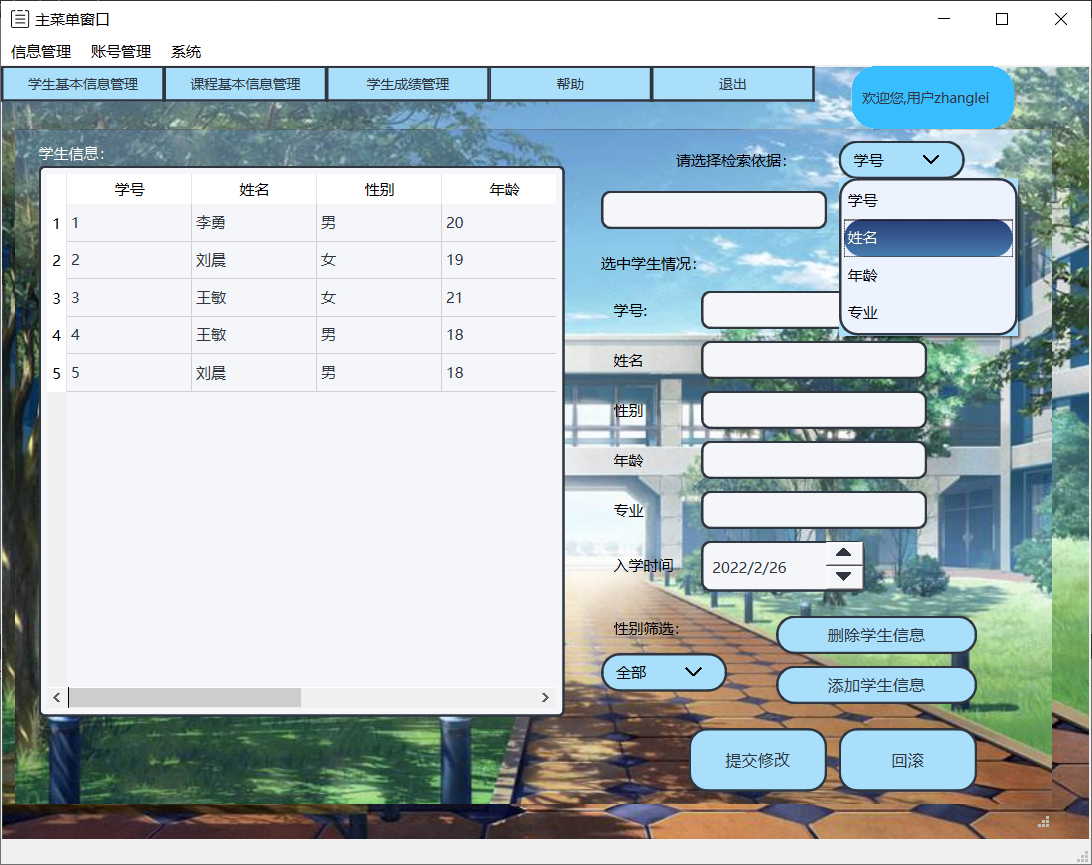 主菜单窗口
信息管理 账号管理 系统
学生基本信息管理 课程基本信息管理 学生成绩管理 帮助 退出
欢迎您,用户zhanglei
学生信息:
学号 姓名 性别 年龄
1 1 李勇 男 20
2 2 刘晨 女 19
3 3 王敏 女 21
4 4 王敏 男 18
5 5 刘晨 男 18
请选择检索依据: 学号
学号
姓名
年龄
专业
选中学生情况:
学号:
姓名
性别
年龄
专业
入学时间 2022/2/26
性别筛选:
全部
删除学生信息
添加学生信息
提交修改 回滚